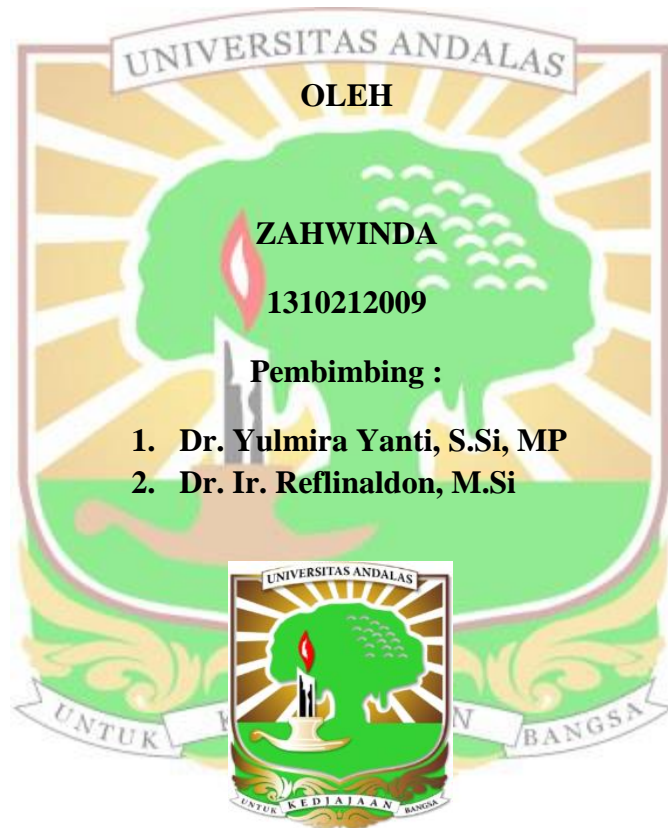 UNIVERSITAS ANDALAS
OLEH
ZAHWINDA
1310212009
Pembimbing :
1. Dr. Yulmira Yanti, S.Si, MP
2. Dr. Ir. Reflinaldon, M.Si
UNIVERSITAS ANDALAS
UNTUK K N BANGSA
UNTUK KEDJAJAAN BANGSA